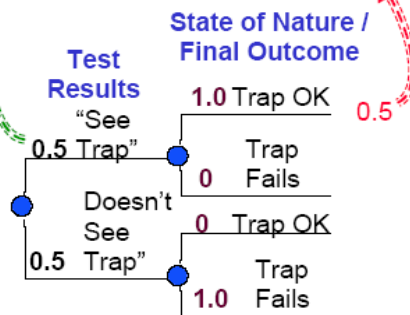 State of Nature /
Final Outcome
Test
Results
1.0 Trap OK
0.5
“See
0.5 Trap”
Trap
0 Fails
Doesn’t
See
0.5 Trap”
0 Trap OK
Trap
1.0 Fails